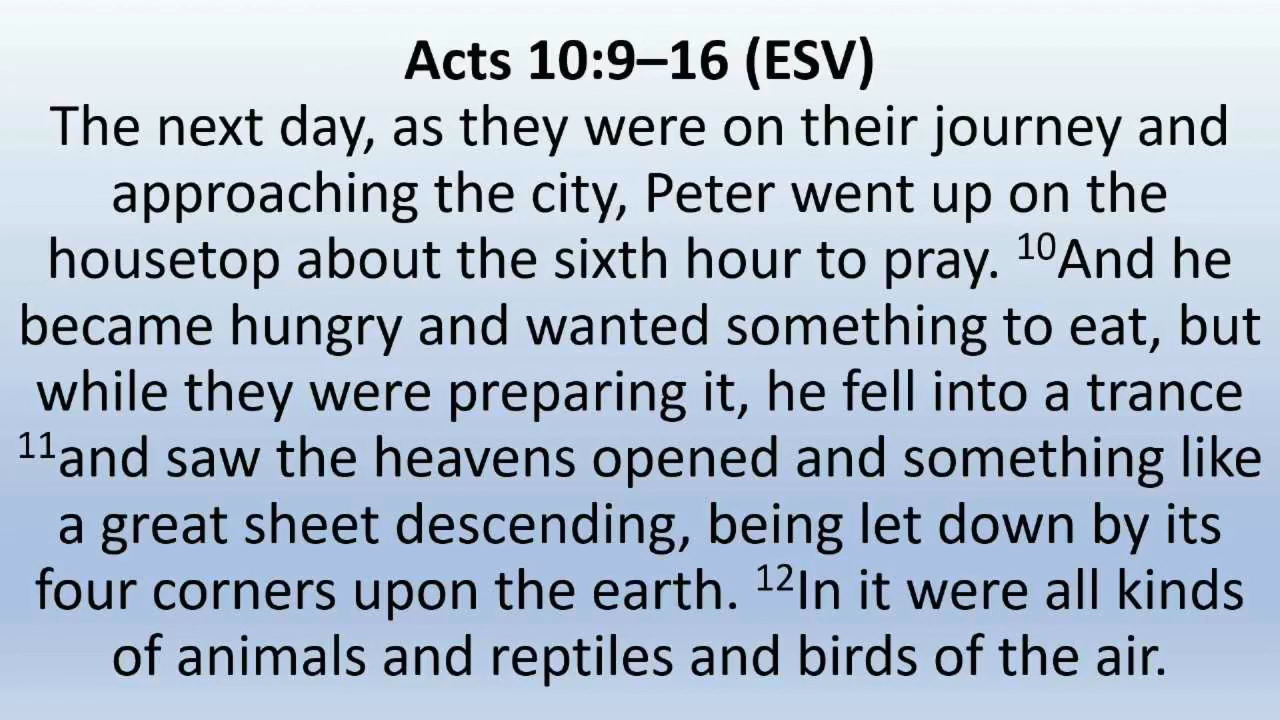 Acts 10:9–16 (ESV)
The next day, as they were on their journey and
approaching the city, Peter went up on the
housetop about the sixth hour to pray. ¹⁰And he
became hungry and wanted something to eat, but
while they were preparing it, he fell into a trance
¹¹and saw the heavens opened and something like
a great sheet descending, being let down by its
four corners upon the earth. ¹²In it were all kinds
of animals and reptiles and birds of the air.